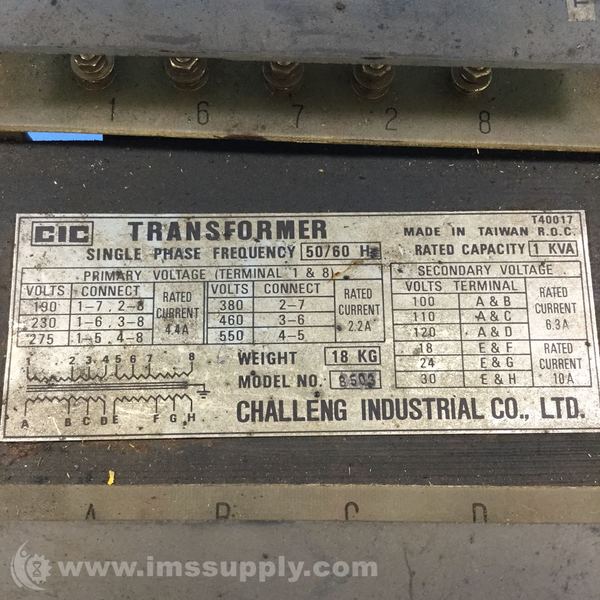 1 6 7 2 8
T40017
CIC TRANSFORMER MADE IN TAIWAN R.O.C.
SINGLE PHASE FREQUENCY 50/60 Hz RATED CAPACITY 1 KVA
PRIMARY VOLTAGE (TERMINAL 1 & 8)
VOLTS CONNECT RATED CURRENT 4.4A
190 1-7, 2-8
230 1-6, 3-8
275 1-5, 4-8
VOLTS CONNECT RATED CURRENT 2.2A
380 2-7
460 3-6
550 4-5
SECONDARY VOLTAGE
VOLTS TERMINAL RATED CURRENT 6.3A
100 A & B
110 A & C
120 A & D
18 E & F RATED CURRENT 10A
24 E & G
30 E & H
1 2 3 4 5 6 7 8
A B C D E F G H
WEIGHT 18 KG
MODEL NO.
CHALLENG INDUSTRIAL CO., LTD.
A B C D
www.imssupply.com